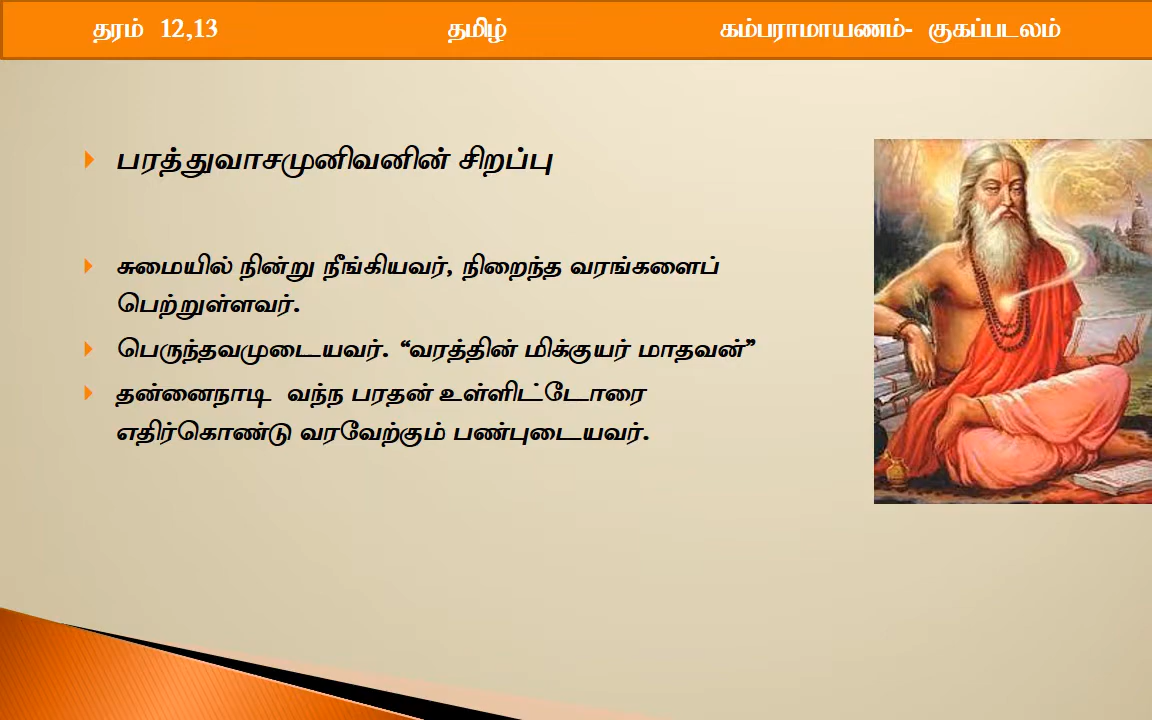 தரம் 12,13 தமிழ் கம்பராமாயணம்- குகப்படலம்
பரத்துவாசமுனிவனின் சிறப்பு
சுமையில் நின்று நீங்கியவர், நிறைந்த வரங்களைப்
பெற்றுள்ளவர்.
பெருந்தவமுடையவர். “வரத்தின் மிக்குயர் மாதவன்”
தன்னைநாடி வந்ந பரதன் உள்ளிட்டோரை
எதிர்கொண்டு வரவேற்கும் பண்புடையவர்.